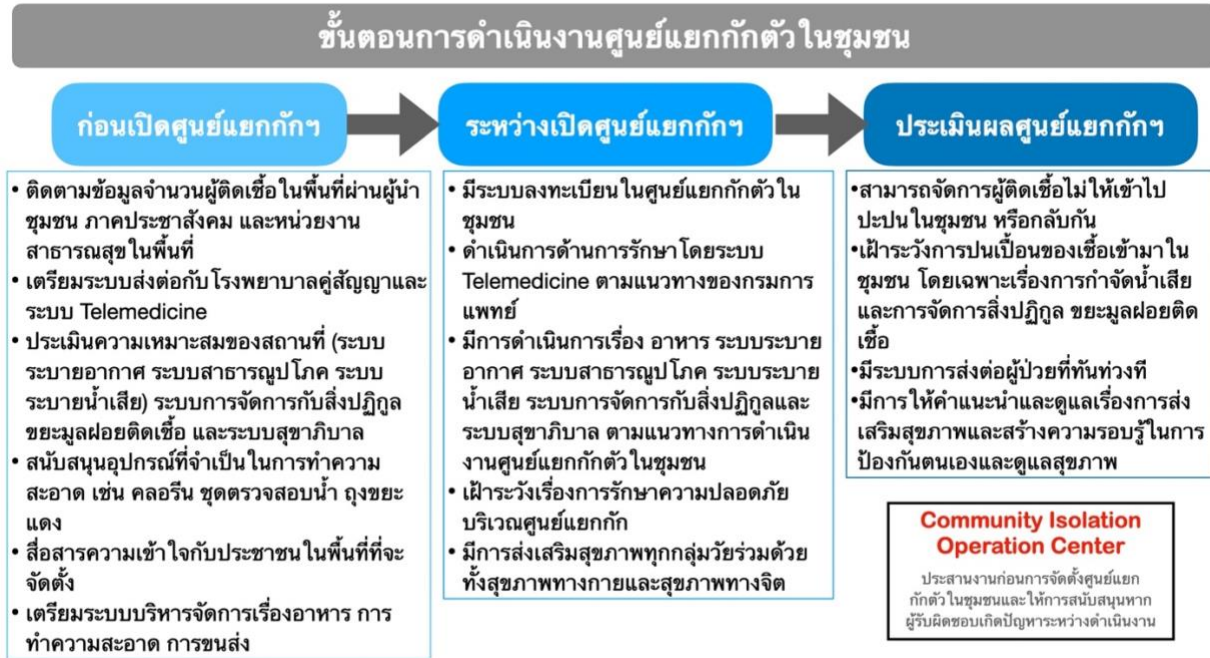 ขั้นตอนการดำเนินงานศูนย์แยกกักตัวในชุมชน
ก่อนเปิดศูนย์แยกกักฯ
• ติดตามข้อมูลจำนวนผู้ติดเชื้อในพื้นที่ผ่านผู้นำ
ชุมชน ภาคประชาสังคม และหน่วยงาน
สาธารณสุขในพื้นที่
• เตรียมระบบส่งต่อกับโรงพยาบาลคู่สัญญาและ
ระบบ Telemedicine
• ประเมินความเหมาะสมของสถานที่ (ระบบ
ระบายอากาศ ระบบสาธารณูปโภค ระบบ
ระบายน้ำเสีย) ระบบการจัดการกับสิ่งปฏิกูล
ขยะมูลฝอยติดเชื้อ และระบบสุขาภิบาล
• สนับสนุนอุปกรณ์ที่จำเป็นในการทำความ
สะอาด เช่น คลอรีน ชุดตรวจสอบน้ำ ถุงขยะ
แดง
• สื่อสารความเข้าใจกับประชาชนในพื้นที่ที่จะ
จัดตั้ง
• เตรียมระบบบริหารจัดการเรื่องอาหาร การ
ทำความสะอาด การขนส่ง
ระหว่างเปิดศูนย์แยกกักฯ
• มีระบบลงทะเบียนในศูนย์แยกกักตัวใน
ชุมชน
• ดำเนินการด้านการรักษาโดยระบบ
Telemedicine ตามแนวทางของกรมการ
แพทย์
• มีการดำเนินการเรื่อง อาหาร ระบบระบาย
อากาศ ระบบสาธารณูปโภค ระบบระบาย
น้ำเสีย ระบบการจัดการกับสิ่งปฏิกูลและ
ระบบสุขาภิบาล ตามแนวทางการดำเนิน
งานศูนย์แยกกักตัวในชุมชน
• เฝ้าระวังเรื่องการรักษาความปลอดภัย
บริเวณศูนย์แยกกัก
• มีการส่งเสริมสุขภาพทุกกลุ่มวัยร่วมด้วย
ทั้งสุขภาพทางกายและสุขภาพทางจิต
ประเมินผลศูนย์แยกกักฯ
•สามารถจัดการผู้ติดเชื้อไม่ให้เข้าไป
ปะปนในชุมชน หรือกลับกัน
•เฝ้าระวังการปนเปื้อนของเชื้อเข้ามาใน
ชุมชน โดยเฉพาะเรื่องการกำจัดน้ำเสีย
และการจัดการสิ่งปฏิกูล ขยะมูลฝอยติด
เชื้อ
•มีระบบการส่งต่อผู้ป่วยที่ทันท่วงที
•มีการให้คำแนะนำและดูแลเรื่องการส่ง
เสริมสุขภาพและสร้างความรอบรู้ในการ
ป้องกันตนเองและดูแลสุขภาพ
Community Isolation
Operation Center
ประสานงานก่อนการจัดตั้งศูนย์แยก
กักตัวในชุมชนและให้การสนับสนุนหาก
ผู้รับผิดชอบเกิดปัญหาระหว่างดำเนินงาน